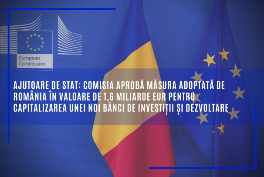 European
Commission
AJUTOARE DE STAT: COMISIA APROBĂ MĂSURA ADOPTATĂ DE
ROMÂNIA ÎN VALOARE DE 1,6 MILIARDE EUR PENTRU
CAPITALIZAREA UNEI NOI BĂNCI DE INVESTIȚII ȘI DEZVOLTARE